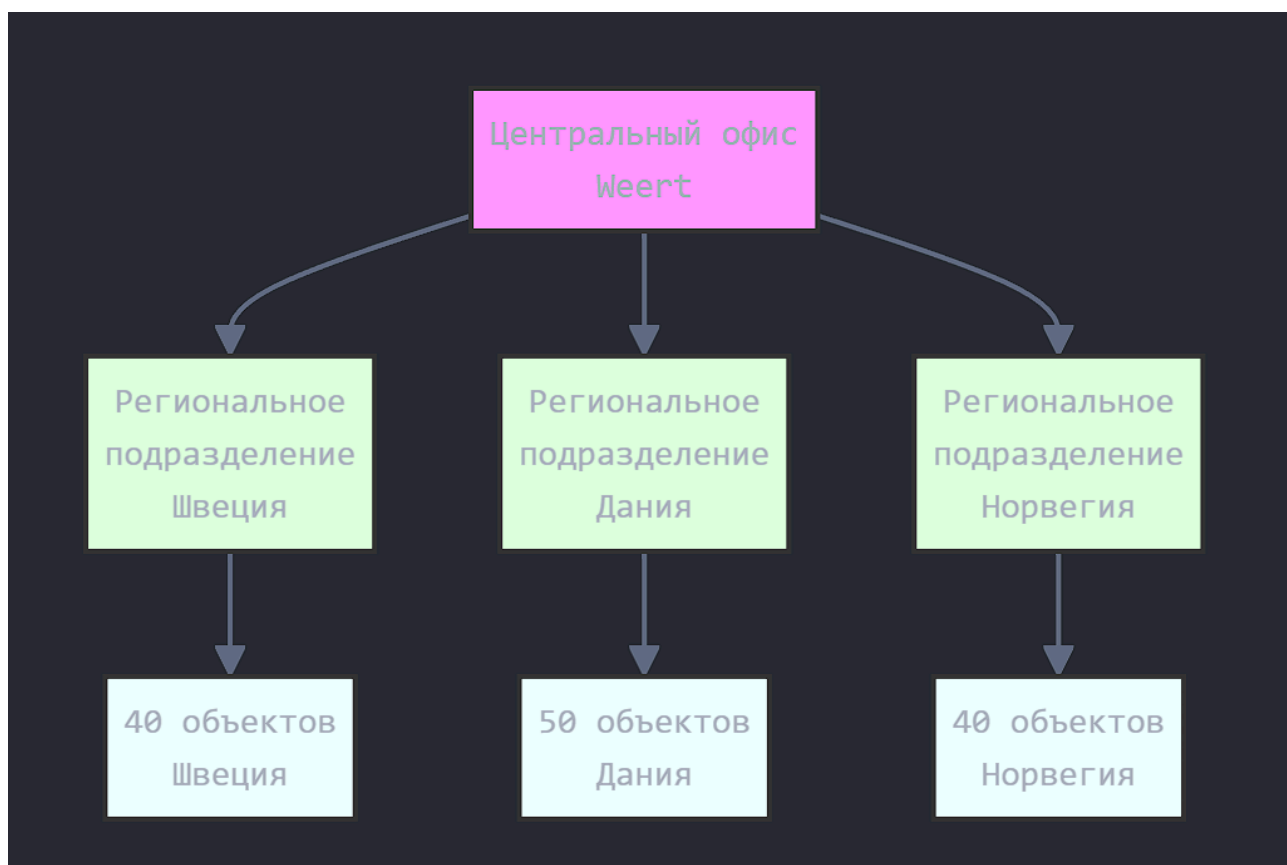 Центральный офис
Weert
Региональное
подразделение
Швеция
Региональное
подразделение
Дания
Региональное
подразделение
Норвегия
40 объектов
Швеция
50 объектов
Дания
40 объектов
Норвегия